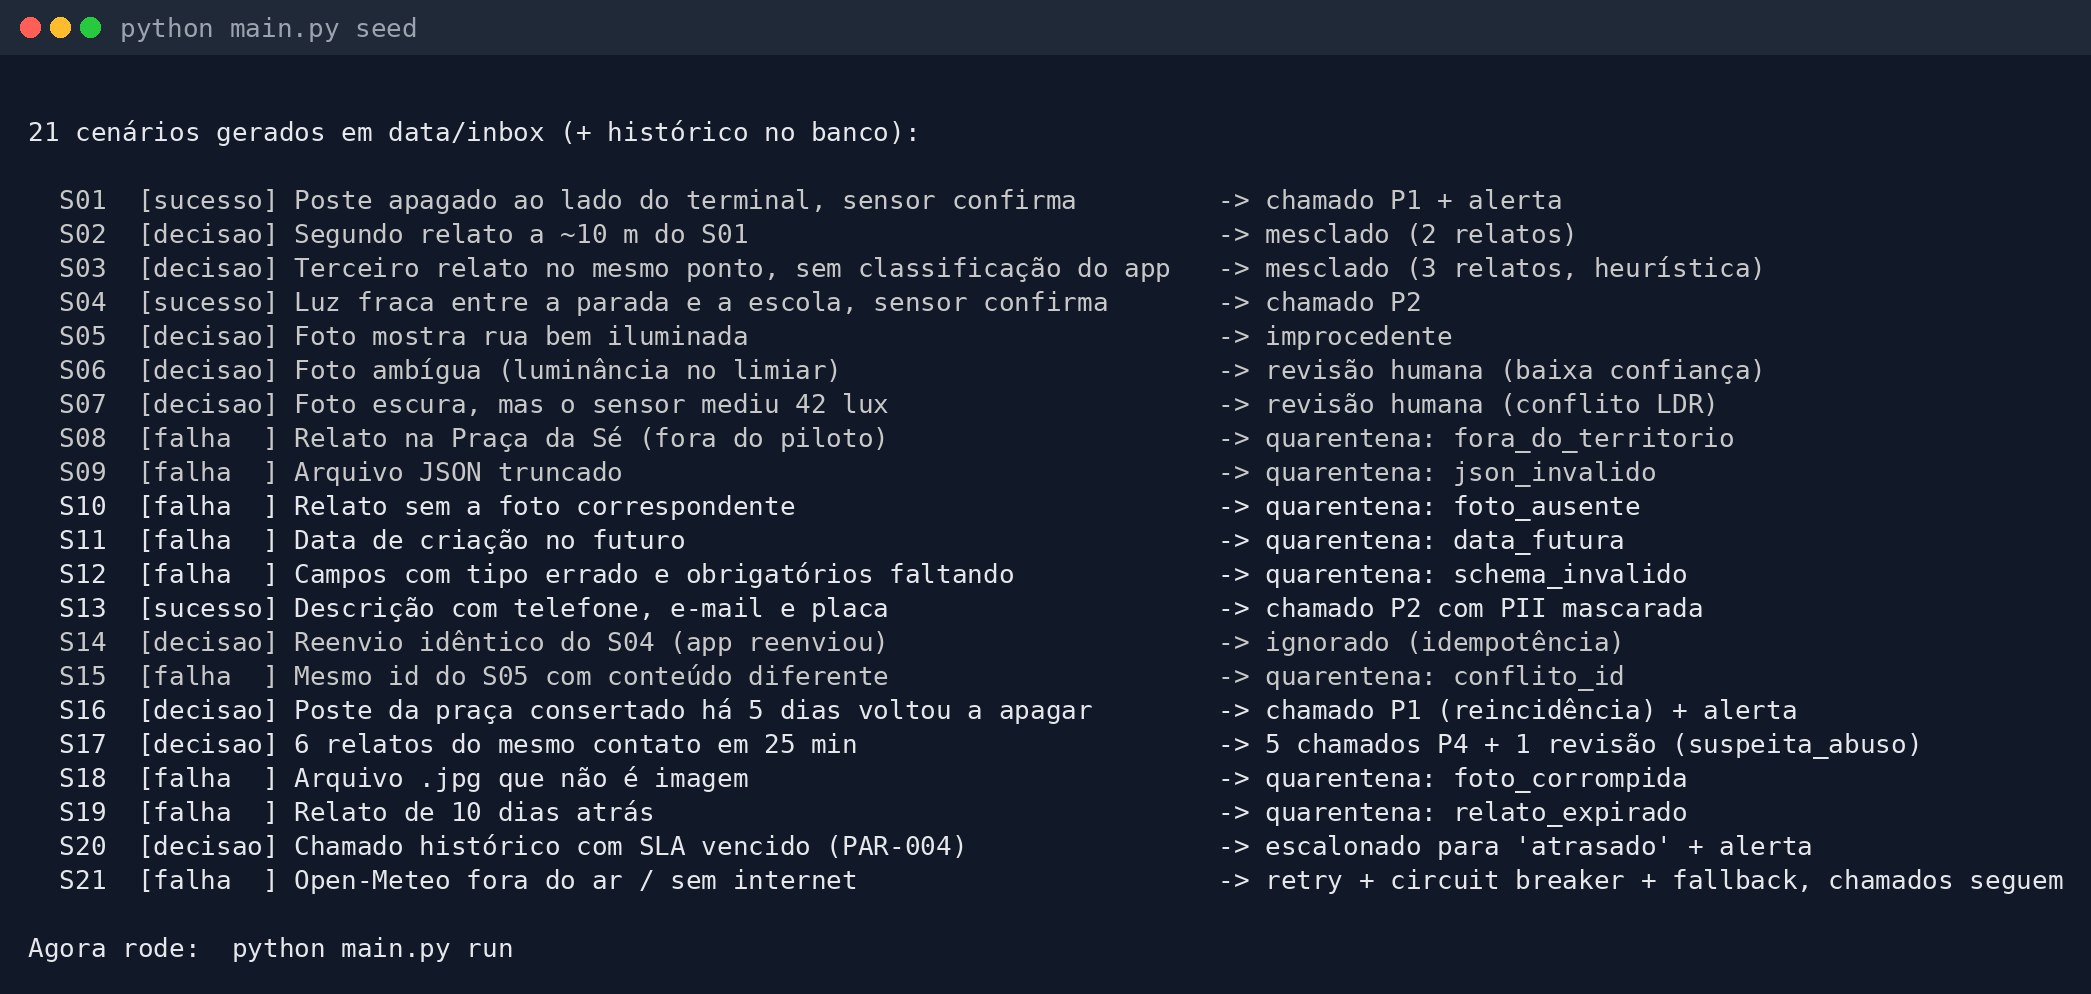 python main.py seed
21 cenários gerados em data/inbox (+ histórico no banco):
S01  [sucesso] Poste apagado ao lado do terminal, sensor confirma         -> chamado P1 + alerta
S02  [decisao] Segundo relato a ~10 m do S01                              -> mesclado (2 relatos)
S03  [decisao] Terceiro relato no mesmo ponto, sem classificação do app   -> mesclado (3 relatos, heurística)
S04  [sucesso] Luz fraca entre a parada e a escola, sensor confirma       -> chamado P2
S05  [decisao] Foto mostra rua bem iluminada                              -> improcedente
S06  [decisao] Foto ambígua (luminância no limiar)                        -> revisão humana (baixa confiança)
S07  [decisao] Foto escura, mas o sensor mediu 42 lux                     -> revisão humana (conflito LDR)
S08  [falha  ] Relato na Praça da Sé (fora do piloto)                     -> quarentena: fora_do_territorio
S09  [falha  ] Arquivo JSON truncado                                      -> quarentena: json_invalido
S10  [falha  ] Relato sem a foto correspondente                           -> quarentena: foto_ausente
S11  [falha  ] Data de criação no futuro                                  -> quarentena: data_futura
S12  [falha  ] Campos com tipo errado e obrigatórios faltando             -> quarentena: schema_invalido
S13  [sucesso] Descrição com telefone, e-mail e placa                     -> chamado P2 com PII mascarada
S14  [decisao] Reenvio idêntico do S04 (app reenviou)                     -> ignorado (idempotência)
S15  [falha  ] Mesmo id do S05 com conteúdo diferente                     -> quarentena: conflito_id
S16  [decisao] Poste da praça consertado há 5 dias voltou a apagar        -> chamado P1 (reincidência) + alerta
S17  [decisao] 6 relatos do mesmo contato em 25 min                       -> 5 chamados P4 + 1 revisão (suspeita_abuso)
S18  [falha  ] Arquivo .jpg que não é imagem                              -> quarentena: foto_corrompida
S19  [falha  ] Relato de 10 dias atrás                                    -> quarentena: relato_expirado
S20  [decisao] Chamado histórico com SLA vencido (PAR-004)                -> escalonado para 'atrasado' + alerta
S21  [falha  ] Open-Meteo fora do ar / sem internet                       -> retry + circuit breaker + fallback, chamados seguem
Agora rode:  python main.py run